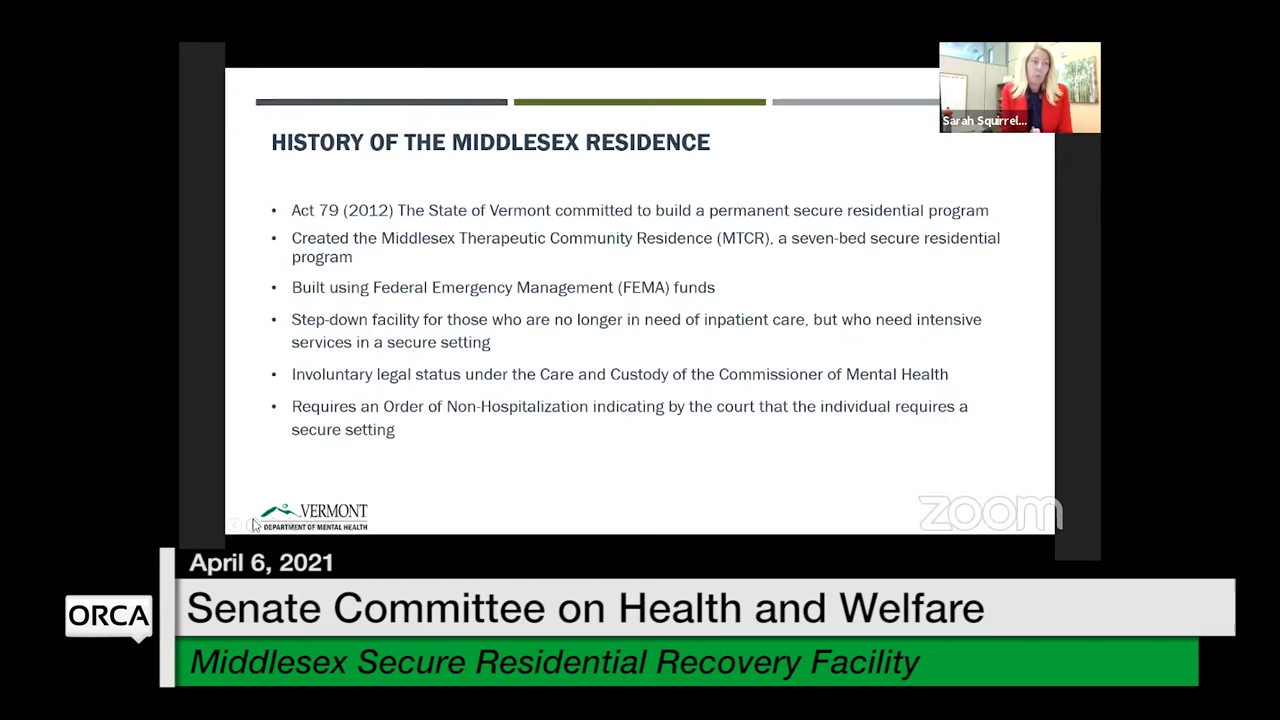 Sarah Squirrel...
HISTORY OF THE MIDDLESEX RESIDENCE
• Act 79 (2012) The State of Vermont committed to build a permanent secure residential program
• Created the Middlesex Therapeutic Community Residence (MTCR), a seven-bed secure residential
program
• Built using Federal Emergency Management (FEMA) funds
• Step-down facility for those who are no longer in need of inpatient care, but who need intensive
services in a secure setting
• Involuntary legal status under the Care and Custody of the Commissioner of Mental Health
• Requires an Order of Non-Hospitalization indicating by the court that the individual requires a
secure setting
VERMONT
DEPARTMENT OF MENTAL HEALTH
zoom
April 6, 2021
ORCA
Senate Committee on Health and Welfare
Middlesex Secure Residential Recovery Facility